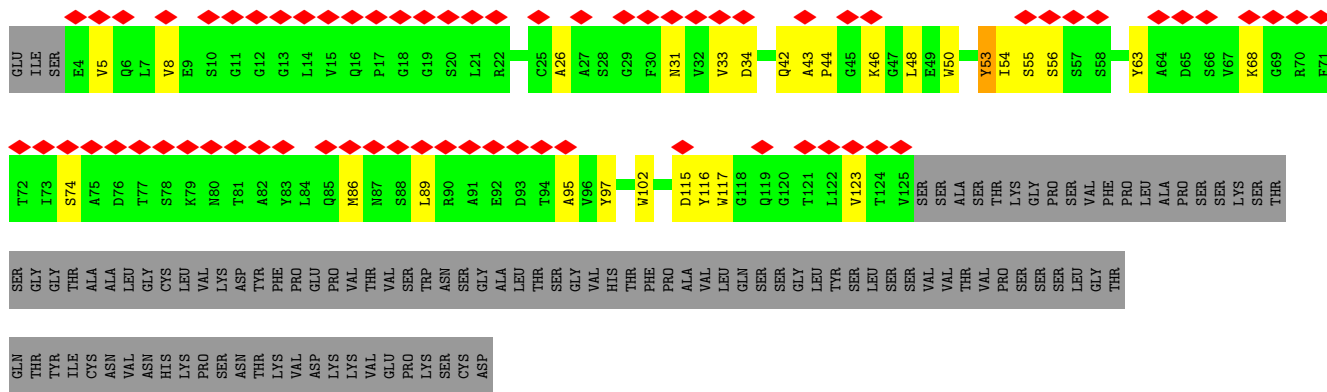 GLU ILE SER E4 V5 Q6 L7 V8 E9 S10 G11 G12 G13 L14 V15 Q16 P17 G18 G19 S20 L21 R22 C25 A26 A27 S28 G29 F30 N31 V32 V33 D34 Q42 A43 P44 G45 K46 G47 L48 E49 W50 Y53 I54 S55 S56 S57 S58 Y63 A64 D65 S66 V67 K68 G69 R70 F71
T72 I73 S74 A75 D76 T77 S78 K79 N80 T81 A82 Y83 L84 Q85 M86 N87 S88 L89 R90 A91 E92 D93 T94 A95 V96 Y97 W102 D115 Y116 W117 G118 Q119 G120 T121 L122 V123 T124 V125 SER SER ALA SER THR LYS GLY PRO SER VAL PHE PRO LEU ALA PRO SER SER LYS SER THR
SER GLY GLY THR ALA ALA LEU GLY CYS LEU VAL LYS ASP TYR PHE PRO GLU PRO VAL THR VAL SER TRP ASN SER GLY ALA LEU THR SER GLY VAL HIS THR PHE PRO ALA VAL LEU GLN SER SER GLY LEU TYR SER LEU SER SER VAL VAL THR VAL PRO SER SER SER LEU GLY THR
GLN THR TYR ILE CYS ASN VAL ASN HIS LYS PRO SER ASN THR LYS VAL ASP LYS LYS VAL GLU PRO LYS SER CYS ASP